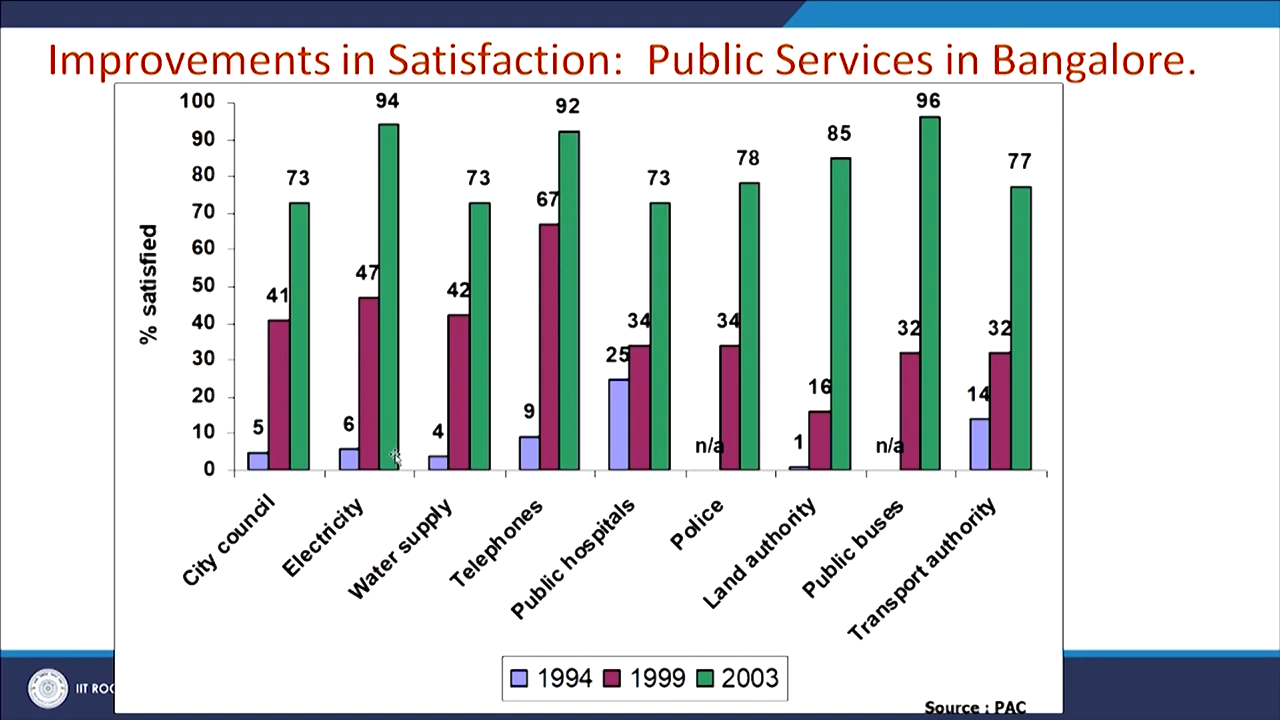 Improvements in Satisfaction: Public Services in Bangalore.
% satisfied
100
90
80
70
60
50
40
30
20
10
0
5 41 73
6 47 94
4 42 73
9 67 92
25 34 73
n/a 34 78
1 16 85
n/a 32 96
14 32 77
City council
Electricity
Water supply
Telephones
Public hospitals
Police
Land authority
Public buses
Transport authority
1994 1999 2003
Source : PAC
IIT